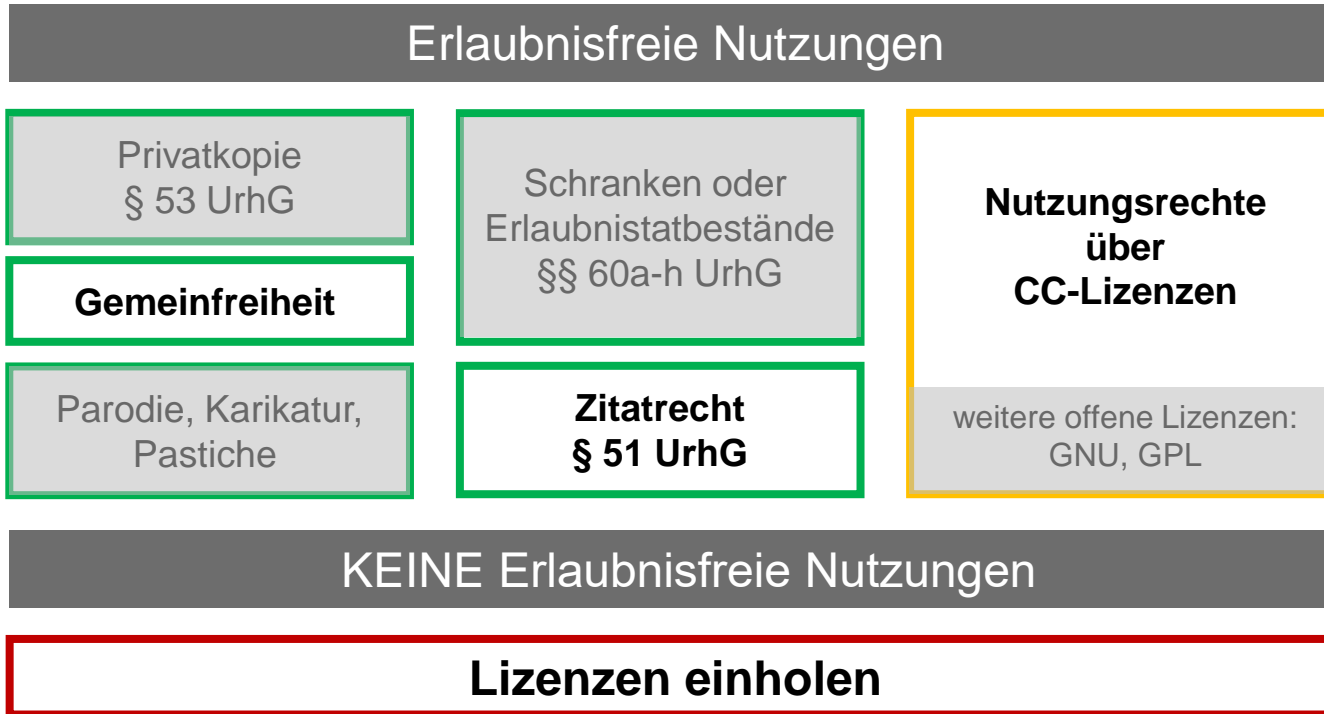 Erlaubnisfreie Nutzungen
Privatkopie
§ 53 UrhG
Gemeinfreiheit
Parodie, Karikatur,
Pastiche
Schranken oder
Erlaubnistatbestände
§§ 60a-h UrhG
Zitatrecht
§ 51 UrhG
Nutzungsrechte
über
CC-Lizenzen
weitere offene Lizenzen:
GNU, GPL
KEINE Erlaubnisfreie Nutzungen
Lizenzen einholen